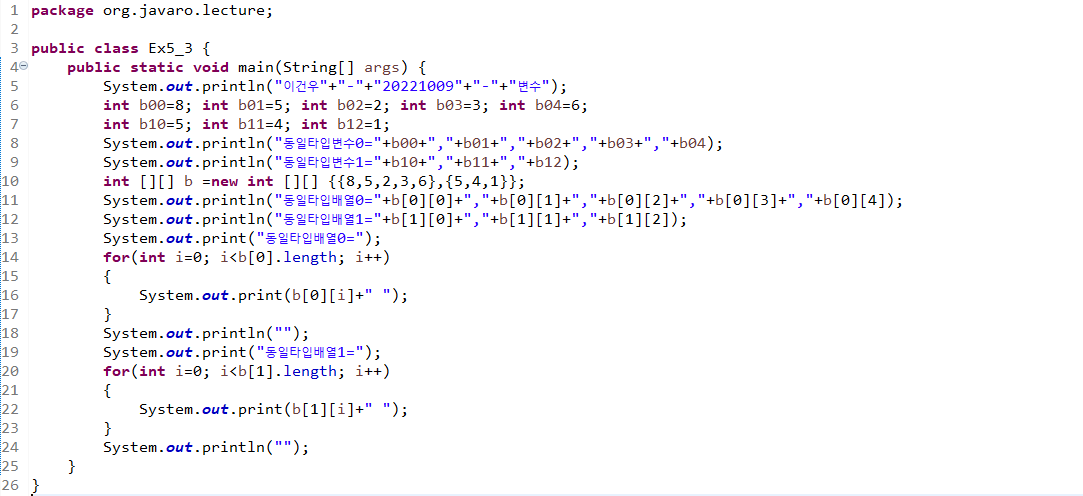 1 package org.javaro.lecture;
2
3 public class Ex5_3 {
4     public static void main(String[] args) {
5         System.out.println("이건우"+"-"+"20221009"+"-"+"변수");
6         int b00=8; int b01=5; int b02=2; int b03=3; int b04=6;
7         int b10=5; int b11=4; int b12=1;
8         System.out.println("동일타입변수0="+b00+","+b01+","+b02+","+b03+","+b04);
9         System.out.println("동일타입변수1="+b10+","+b11+","+b12);
10         int [][] b =new int [][] {{8,5,2,3,6},{5,4,1}};
11         System.out.println("동일타입배열0="+b[0][0]+","+b[0][1]+","+b[0][2]+","+b[0][3]+","+b[0][4]);
12         System.out.println("동일타입배열1="+b[1][0]+","+b[1][1]+","+b[1][2]);
13         System.out.print("동일타입배열0=");
14         for(int i=0; i<b[0].length; i++)
15         {
16             System.out.print(b[0][i]+" ");
17         }
18         System.out.println("");
19         System.out.print("동일타입배열1=");
20         for(int i=0; i<b[1].length; i++)
21         {
22             System.out.print(b[1][i]+" ");
23         }
24         System.out.println("");
25     }
26 }